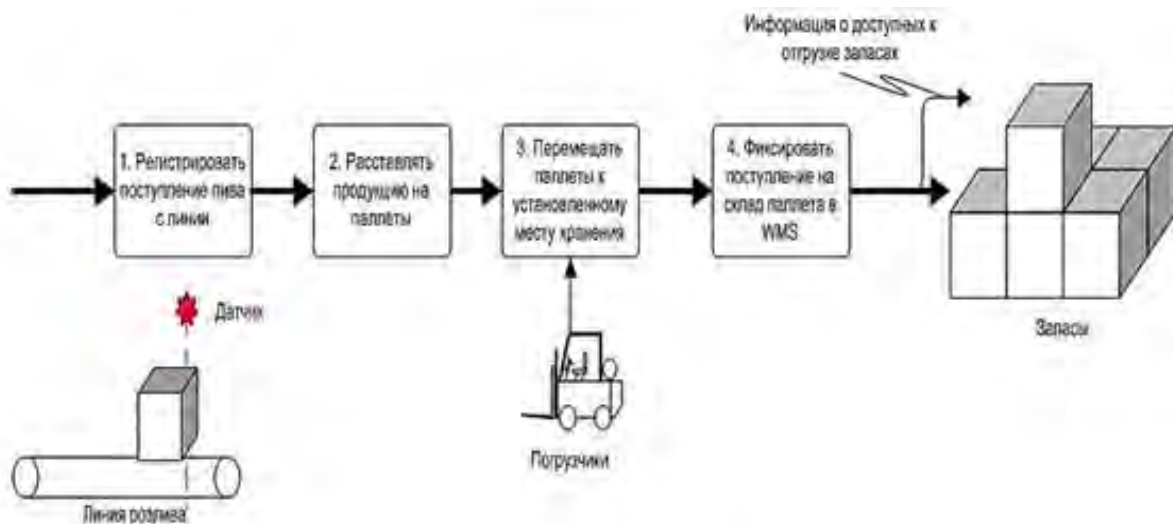 Информация о доступных к
отгрузке запасах
1. Регистрировать
поступление пива
с линии
2. Расставлять
продукцию на
паллеты
3. Перемещать
паллеты к
установленному
месту хранения
4. Фиксировать
поступление на
склад паллета в
WMS
Датчик
Запасы
Погрузчики
Линия розлива